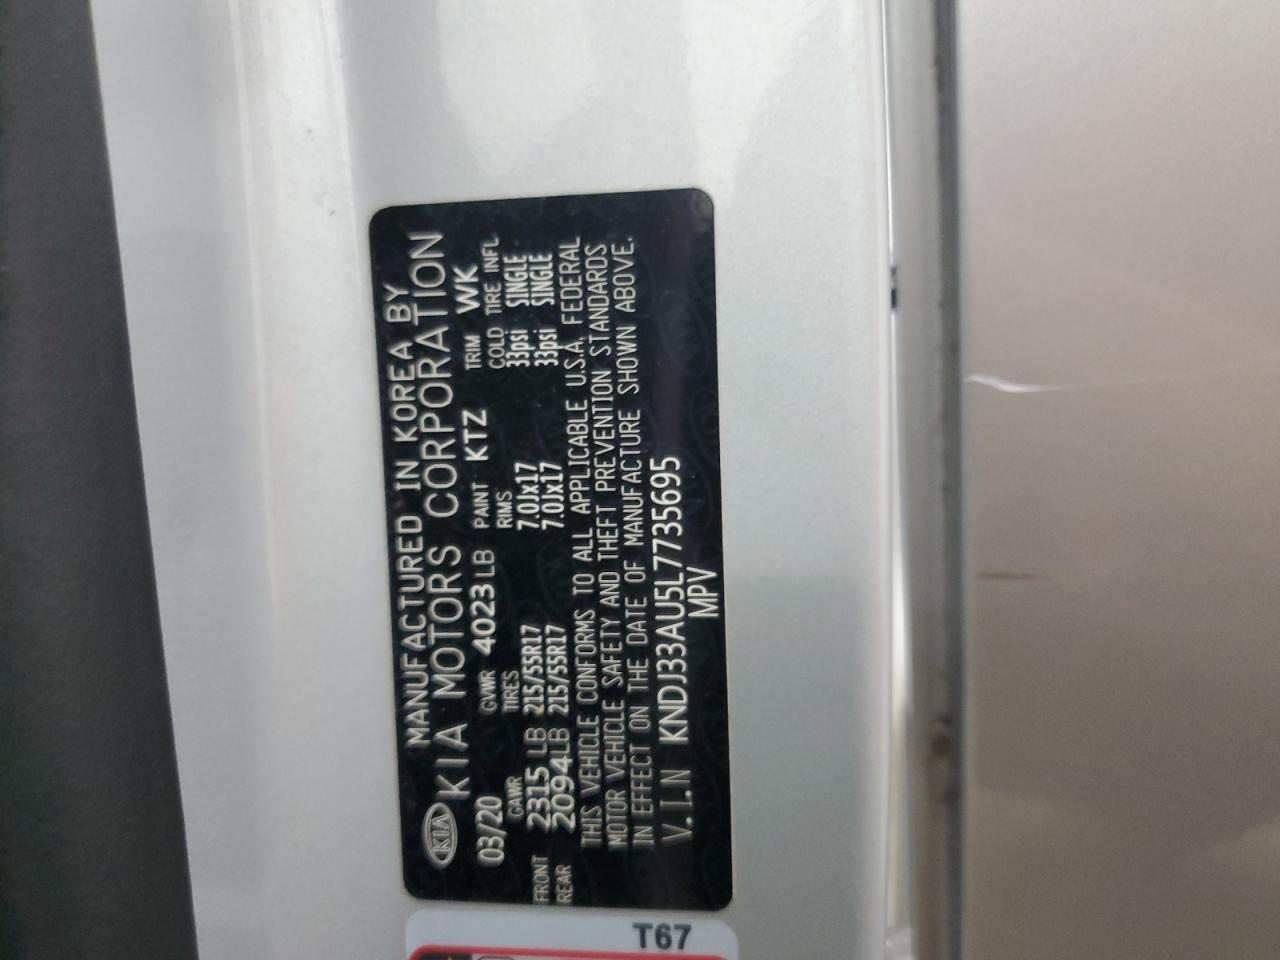 KIA
MANUFACTURED IN KOREA BY
KIA MOTORS CORPORATION
03/20 GVWR 4023 LB PAINT KTZ TRIM WK
GAWR TIRES RIMS COLD TIRE INFL.
FRONT 2315 LB 215/55R17 7.0Jx17 33psi SINGLE
REAR 2094LB 215/55R17 7.0Jx17 33psi SINGLE
THIS VEHICLE CONFORMS TO ALL APPLICABLE U.S.A. FEDERAL
MOTOR VEHICLE SAFETY AND THEFT PREVENTION STANDARDS
IN EFFECT ON THE DATE OF MANUFACTURE SHOWN ABOVE.
V.I.N KNDJ33AU5L7735695
MPV
T67